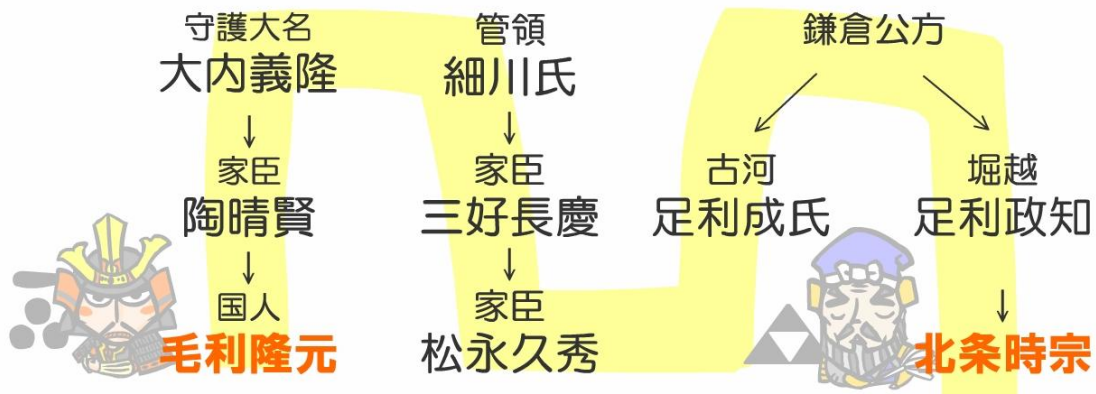 守護大名
大内義隆
↓
家臣
陶晴賢
↓
国人
毛利隆元
管領
細川氏
↓
家臣
三好長慶
↓
家臣
松永久秀
鎌倉公方
古河
足利成氏
堀越
足利政知
↓
北条時宗